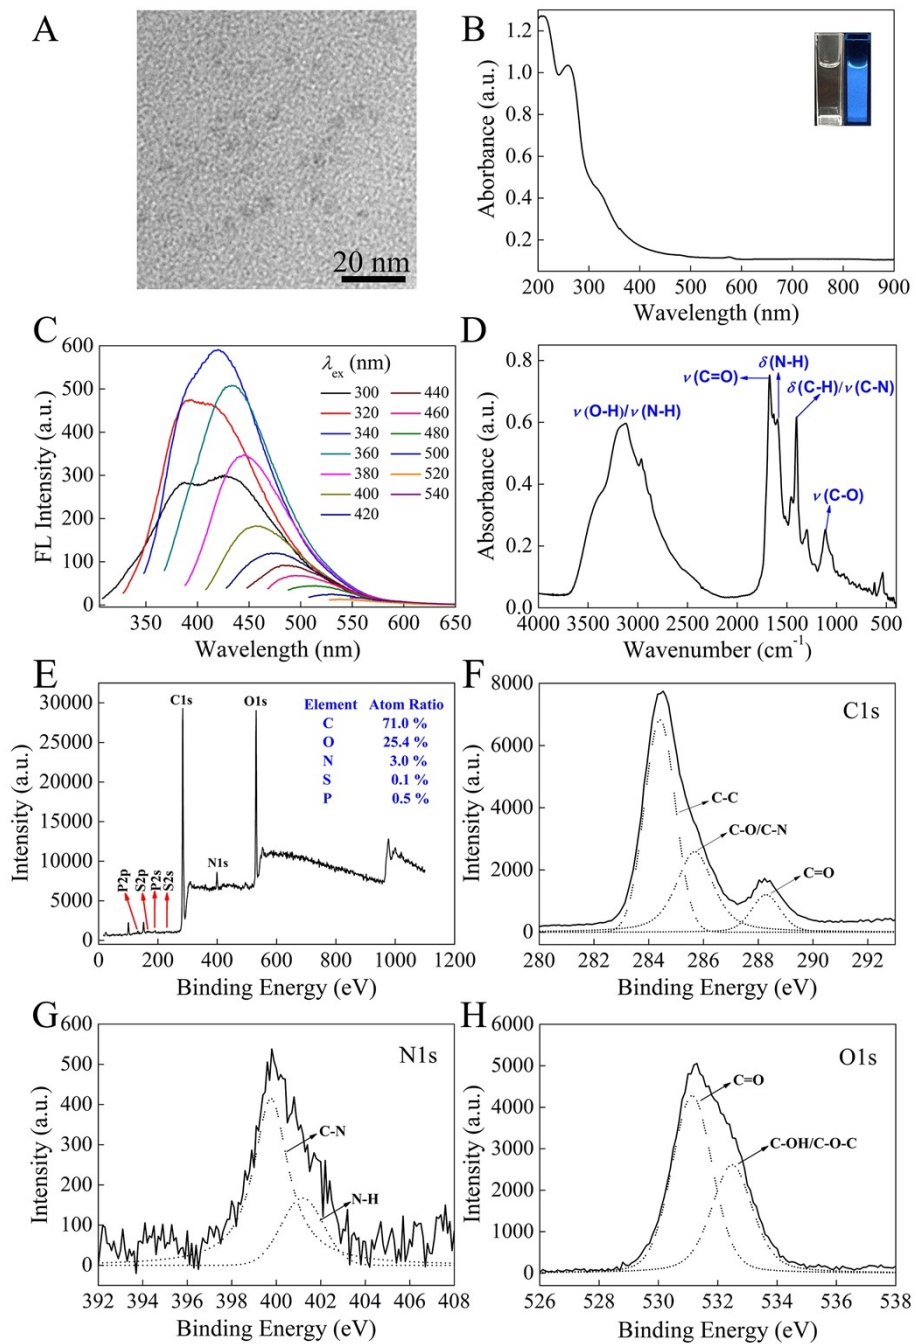 A
20 nm
B
Aborbance (a.u.)
1.2
1.0
0.8
0.6
0.4
0.2
200 300 400 500 600 700 800 900
Wavelength (nm)
C
FL Intensity (a.u.)
600
500
400
300
200
100
0
350 400 450 500 550 600 650
Wavelength (nm)
λex (nm)
300 440
320 460
340 480
360 500
380 520
400 540
420
D
Absorbance (a.u.)
0.8
0.6
0.4
0.2
0.0
4000 3500 3000 2500 2000 1500 1000 500
Wavenumber (cm-1)
ν(O-H)/ν(N-H)
ν(C=O)
δ(N-H)
δ(C-H)/ν(C-N)
ν(C-O)
E
Intensity (a.u.)
30000
25000
20000
15000
10000
5000
0
0 200 400 600 800 1000 1200
Binding Energy (eV)
P2p
S2p
P2s
S2s
C1s
N1s
O1s
Element Atom Ratio
C 71.0 %
O 25.4 %
N 3.0 %
S 0.1 %
P 0.5 %
F
Intensity (a.u.)
8000
6000
4000
2000
0
280 282 284 286 288 290 292
Binding Energy (eV)
C1s
C-C
C-O/C-N
C=O
G
Intensity (a.u.)
600
500
400
300
200
100
0
392 394 396 398 400 402 404 406 408
Binding Energy (eV)
N1s
C-N
N-H
H
Intensity (a.u.)
6000
5000
4000
3000
2000
1000
0
526 528 530 532 534 536 538
Binding Energy (eV)
O1s
C=O
C-OH/C-O-C